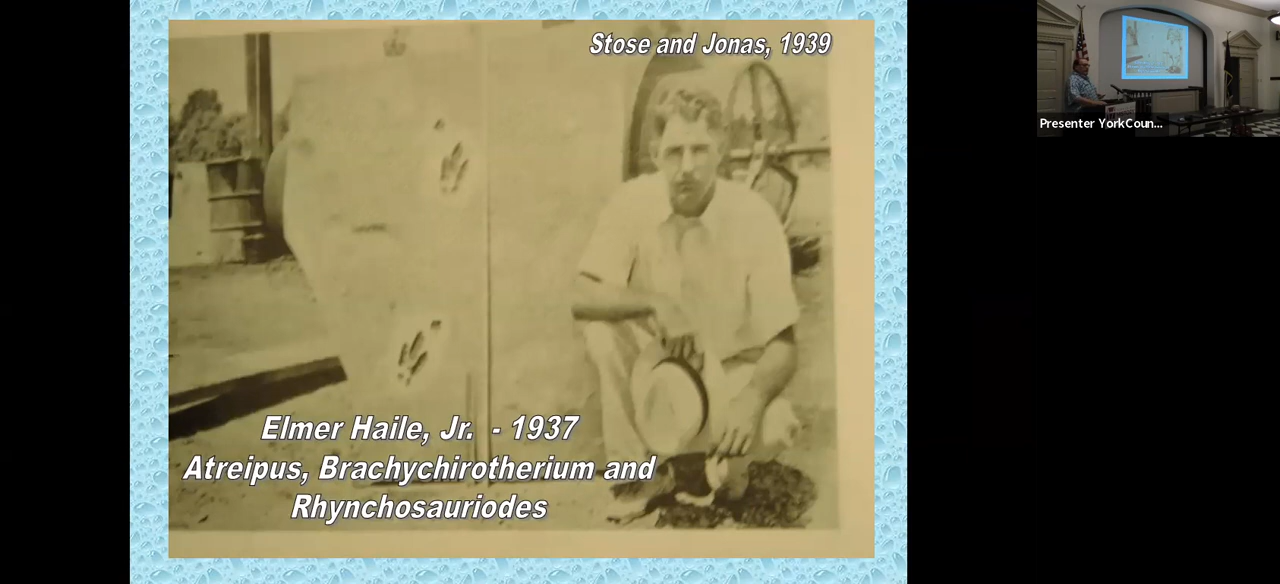 Stose and Jonas, 1939
Presenter YorkCoun...
Elmer Haile, Jr. - 1937
Atreipus, Brachychirotherium and
Rhynchosauriodes